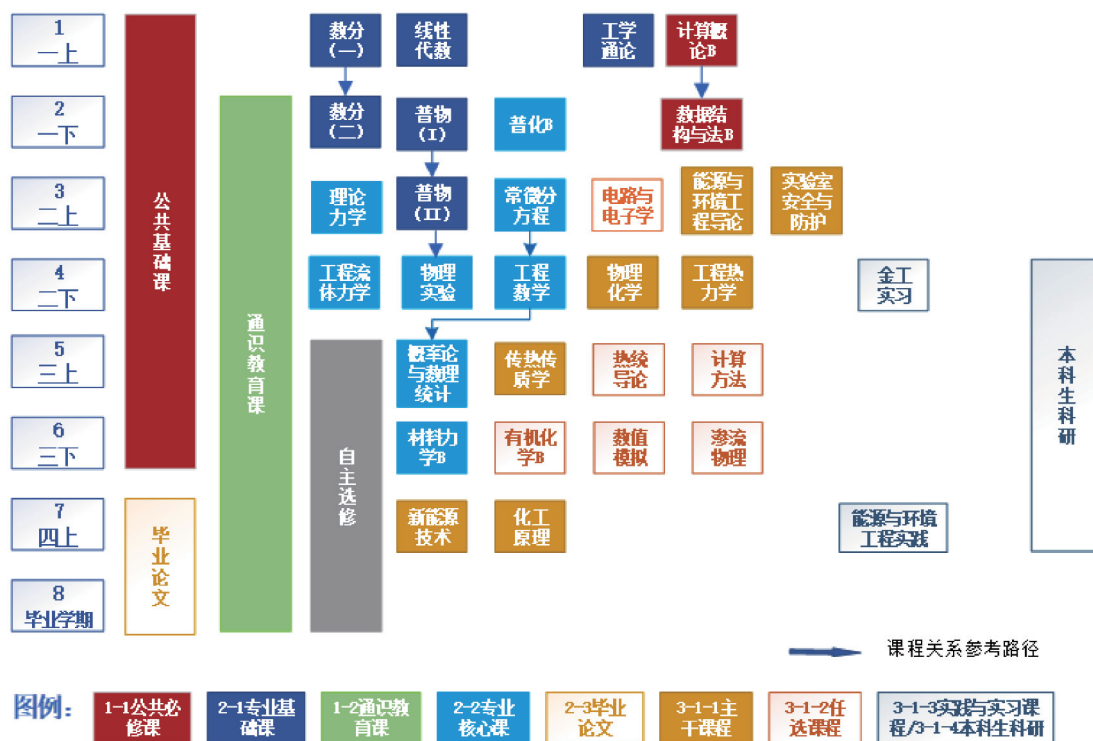 1
一上
数分
(一)
线性
代数
工学
通论
计算概
论B
2
一下
数分
(二)
普物
(I)
普化B
数据结
构与法B
3
二上
理论
力学
普物
(II)
常微分
方程
电路与
电子学
能源与
环境工
程导论
实验室
安全与
防护
4
二下
工程流
体力学
物理
实验
工程
数学
物理
化学
工程热
力学
金工
实习
5
三上
概率论
与数理
统计
传热传
质学
热统
导论
计算
方法
6
三下
材料力
学B
有机化
学B
数值
模拟
渗流
物理
7
四上
新能源
技术
化工
原理
能源与环境
工程实践
8
毕业学期
公共基础课
毕业论文
通识教育课
自主选修
本科生科研
课程关系参考路径
图例:
1-1公共必
修课
2-1专业基
础课
1-2通识教
育课
2-2专业
核心课
2-3毕业
论文
3-1-1主
干课程
3-1-2任
选课程
3-1-3实践与实习课
程/3-1-4本科生科研